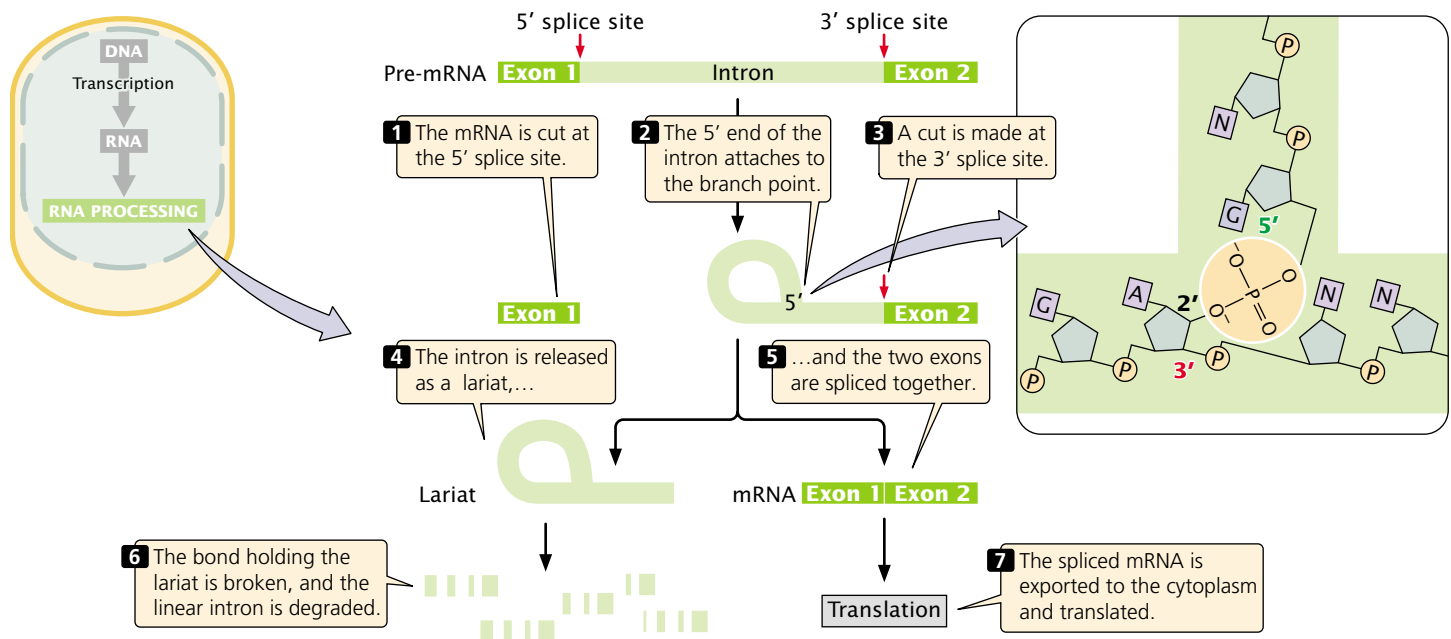 5′ splice site
3′ splice site
Pre-mRNA
Exon 1
Intron
Exon 2
DNA
Transcription
RNA
RNA PROCESSING
1 The mRNA is cut at
the 5′ splice site.
2 The 5′ end of the
intron attaches to
the branch point.
3 A cut is made at
the 3′ splice site.
Exon 1
5′
Exon 2
4 The intron is released
as a lariat,…
5 …and the two exons
are spliced together.
Lariat
mRNA
Exon 1
Exon 2
6 The bond holding the
lariat is broken, and the
linear intron is degraded.
Translation
7 The spliced mRNA is
exported to the cytoplasm
and translated.
P
N
P
G
5′
O–
O
P
O–
O
G
A
2′
N
N
P
P
3′
P
P
P